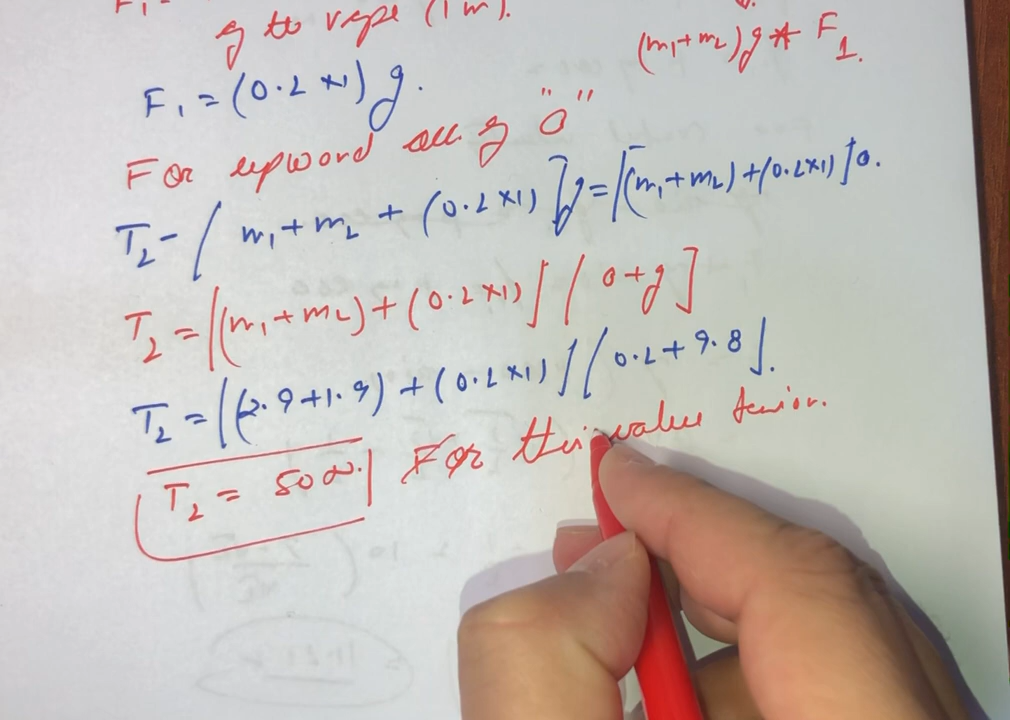 F₁ =
g to rope (1m).
(m₁+m₂)g + F₁.
F₁ = (0.2×1)g.
For upword acc. g "a"
T₂ - [ m₁+m₂ + (0.2×1) ]g = [(m₁+m₂)+(0.2×1)]a.
T₂ = [(m₁+m₂)+(0.2×1)] [a+g]
T₂ = [(2.9+1.9)+(0.2×1)] [0.2+9.8].
T₂ = 50N. For this value tension.